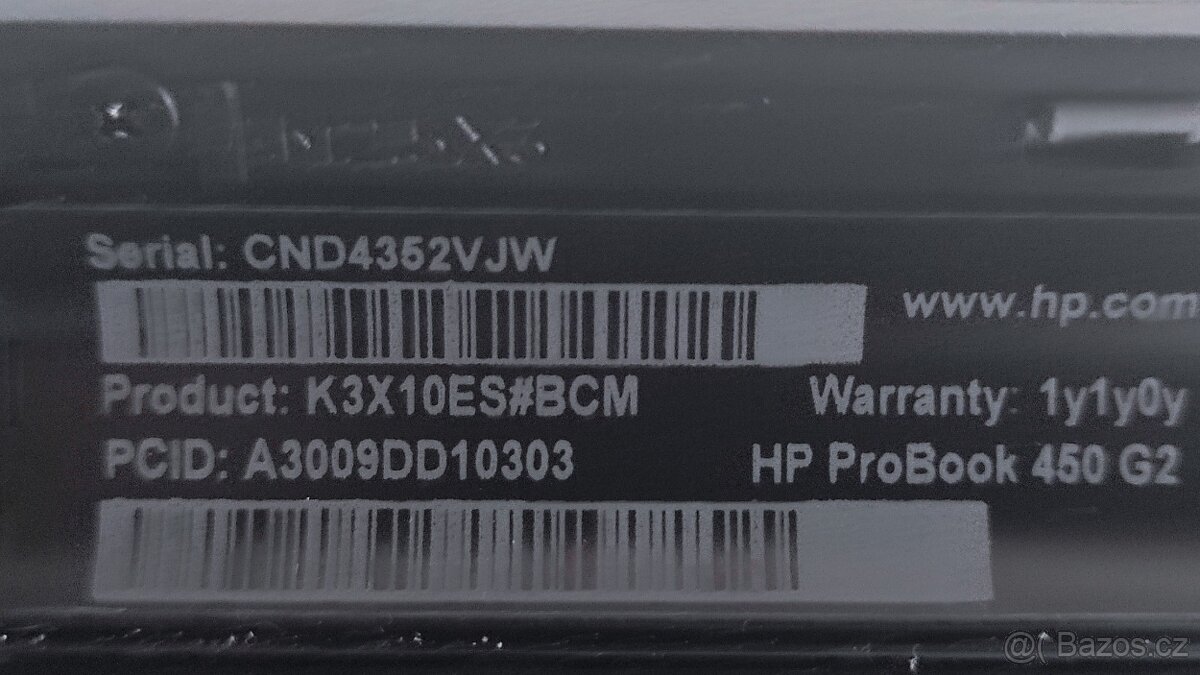 Serial: CND4352VJW
www.hp.com
Product: K3X10ES#BCM
Warranty: 1y1y0y
PCID: A3009DD10303
HP ProBook 450 G2
@( Bazos.cz